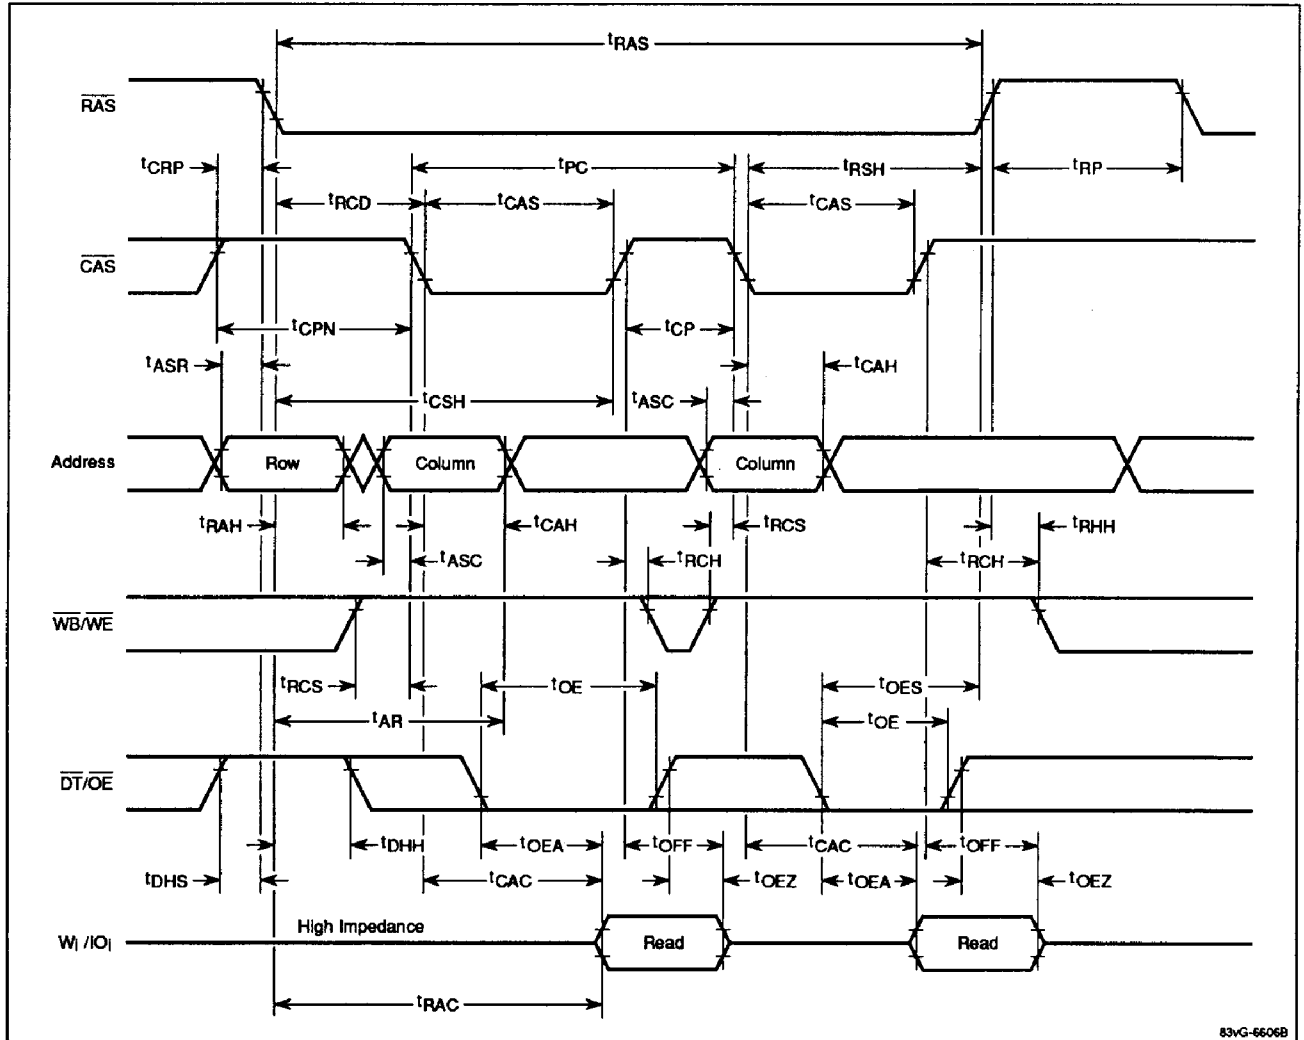 tRAS
RAS
tCRP tPC tRSH tRP
tRCD tCAS tCAS
CAS
tCPN tCP
tASR tCAH
tCSH tASC
Address Row Column Column
tRAH tCAH tRCS tRHH
tASC tRCH tRCH
WB/WE
tRCS tOE tOES
tAR tOE
DT/OE
tDHH tOEA tOFF tCAC tOFF
tDHS tCAC tOEZ tOEA tOEZ
High Impedance
Wi/IOi Read Read
tRAC
83vG-6606B